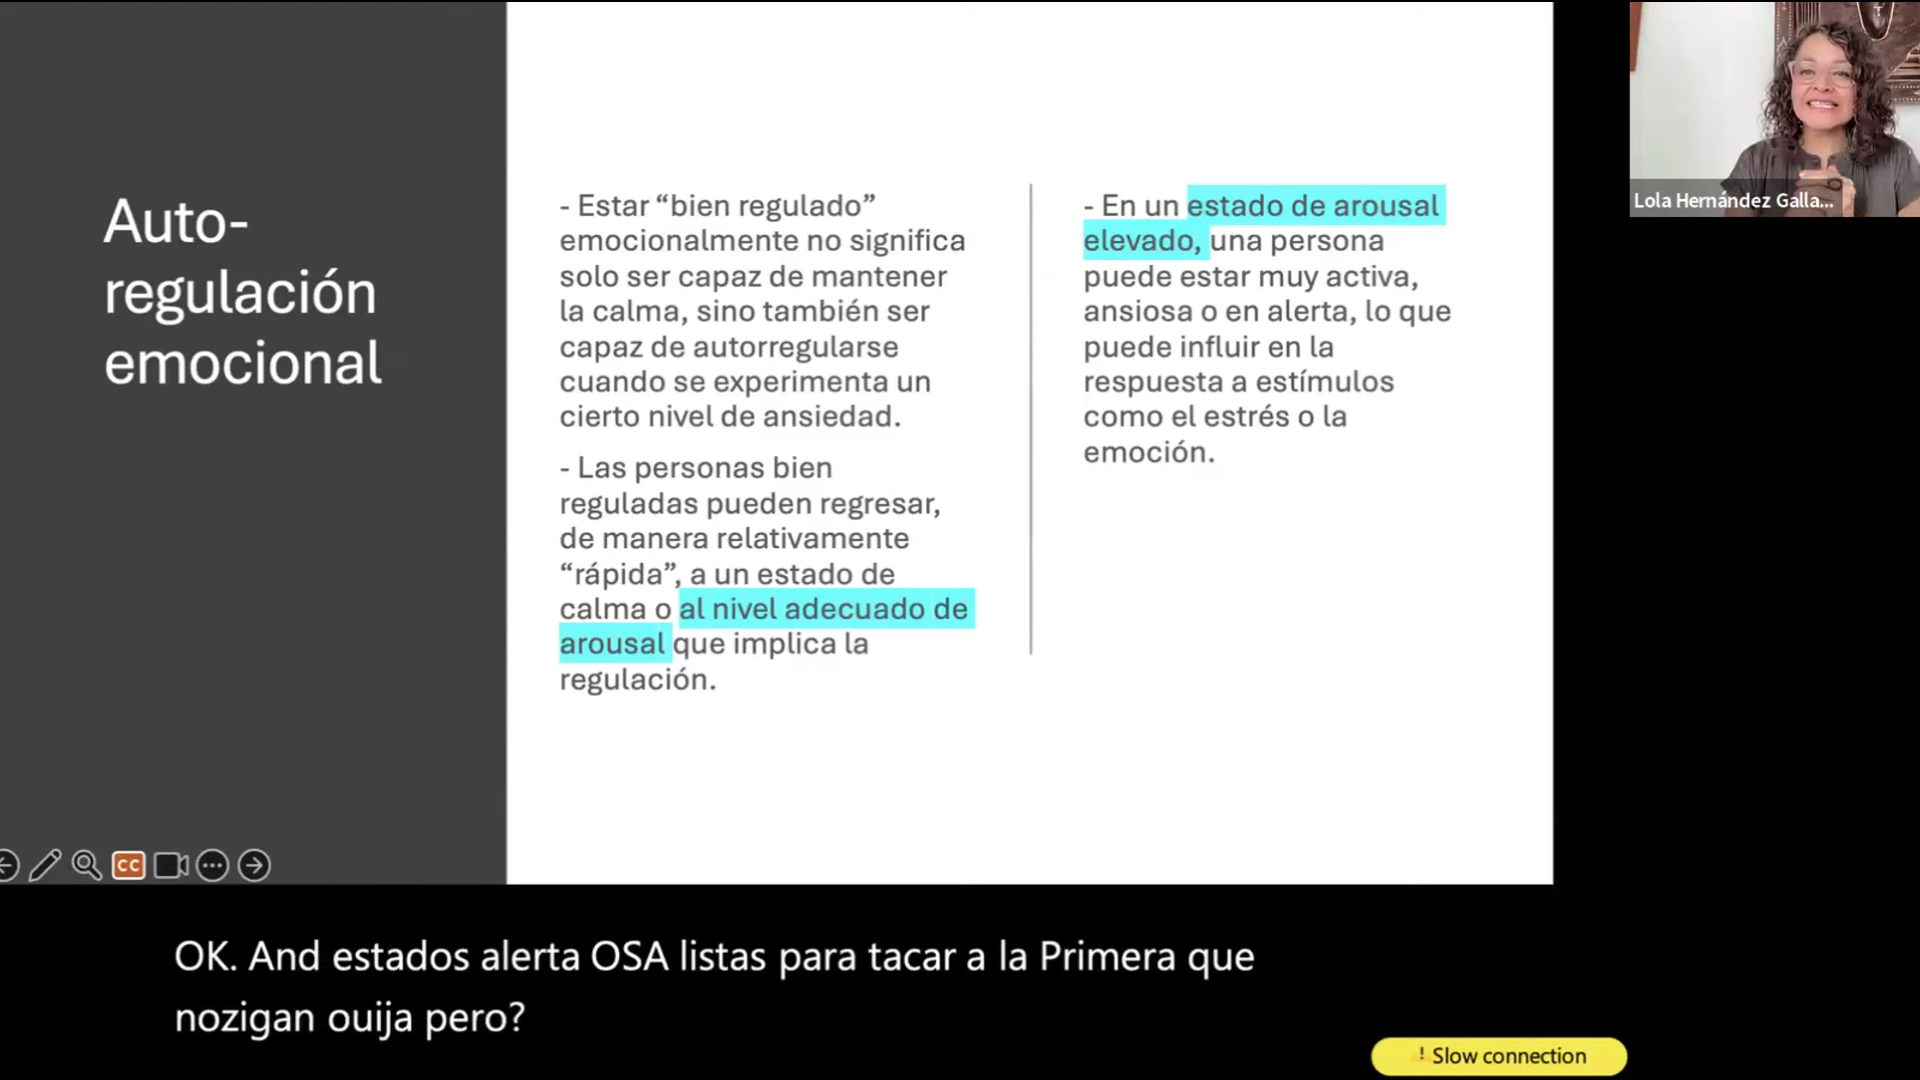 Auto-
regulación
emocional
- Estar “bien regulado”
emocionalmente no significa
solo ser capaz de mantener
la calma, sino también ser
capaz de autorregularse
cuando se experimenta un
cierto nivel de ansiedad.
- Las personas bien
reguladas pueden regresar,
de manera relativamente
“rápida”, a un estado de
calma o al nivel adecuado de
arousal que implica la
regulación.
- En un estado de arousal
elevado, una persona
puede estar muy activa,
ansiosa o en alerta, lo que
puede influir en la
respuesta a estímulos
como el estrés o la
emoción.
Lola Hernández Galla...
CC
OK. And estados alerta OSA listas para tacar a la Primera que
nozigan ouija pero?
! Slow connection